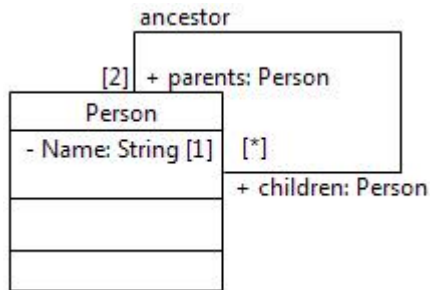 ancestor
[2] + parents: Person
Person
- Name: String [1] [*]
+ children: Person